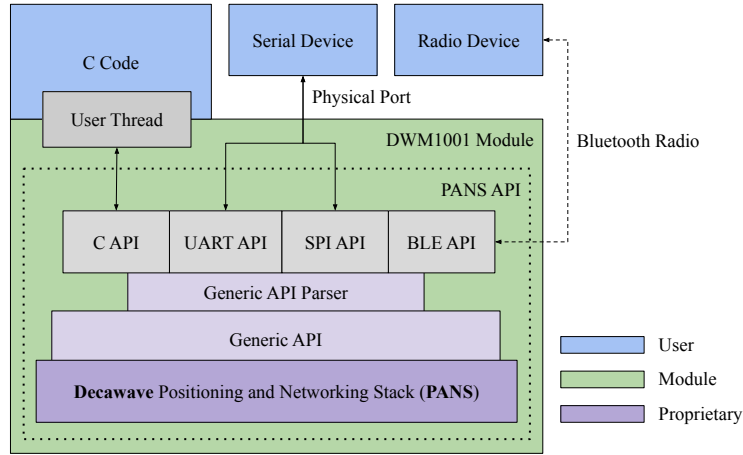 C Code
Serial Device
Radio Device
Physical Port
User Thread
DWM1001 Module
Bluetooth Radio
PANS API
C API
UART API
SPI API
BLE API
Generic API Parser
Generic API
Decawave Positioning and Networking Stack (PANS)
User
Module
Proprietary